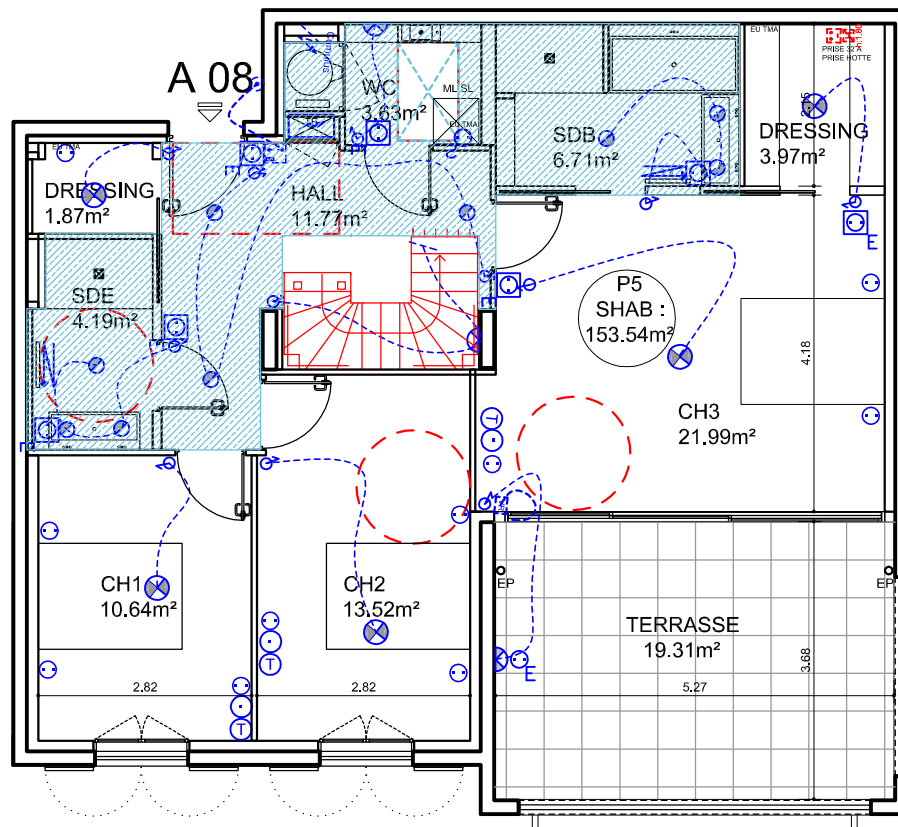 EU TMA
EU TMA
PRISE 32 A
PRISE HOTTE
A 08
WC
3.63m²
ML SL
EU TMA
SDB
6.71m²
DRESSING
3.97m²
DRESSING
1.87m²
HALL
11.77m²
E
SDE
4.19m²
P5
SHAB :
153.54m²
4.18
CH3
21.99m²
T
CH1
10.64m²
CH2
13.52m²
EP
EP
TERRASSE
19.31m²
E
3.68
T
2.82
2.82
5.27
T